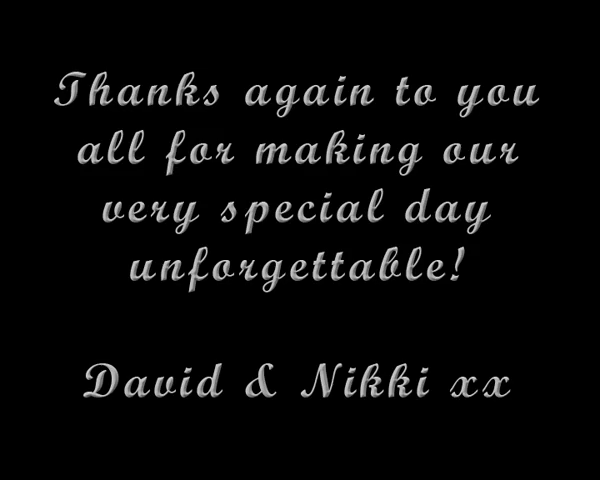 Thanks again to you
all for making our
very special day
unforgettable!
David & Nikki xx